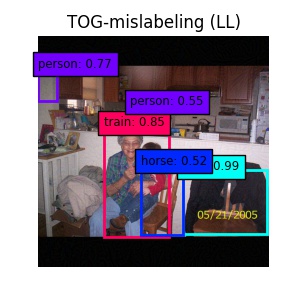 TOG-mislabeling (LL)
person: 0.77
person: 0.55
train: 0.85
horse: 0.52
0.99
05/21/2005